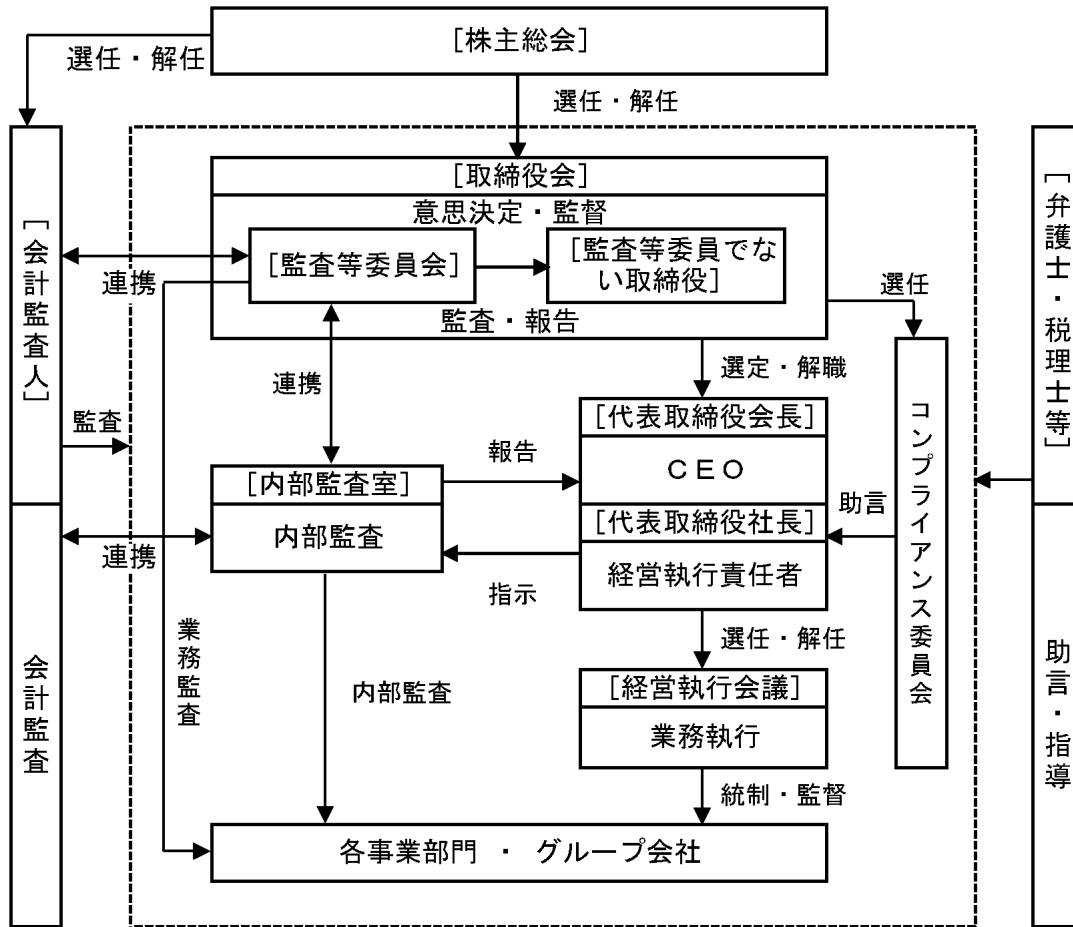 [株主総会]
選任・解任
選任・解任
[取締役会]
意思決定・監督
[監査等委員会]
[監査等委員でな
い取締役]
監査・報告
連携
[会計監査人]
監査
連携
選定・解職
選任
[弁護士・税理士等]
[代表取締役会長]
CEO
報告
[内部監査室]
内部監査
[代表取締役社長]
経営執行責任者
助言
コンプライアンス委員会
連携
指示
選任・解任
業務監査
内部監査
[経営執行会議]
業務執行
会計監査
助言・指導
統制・監督
各事業部門 ・ グループ会社